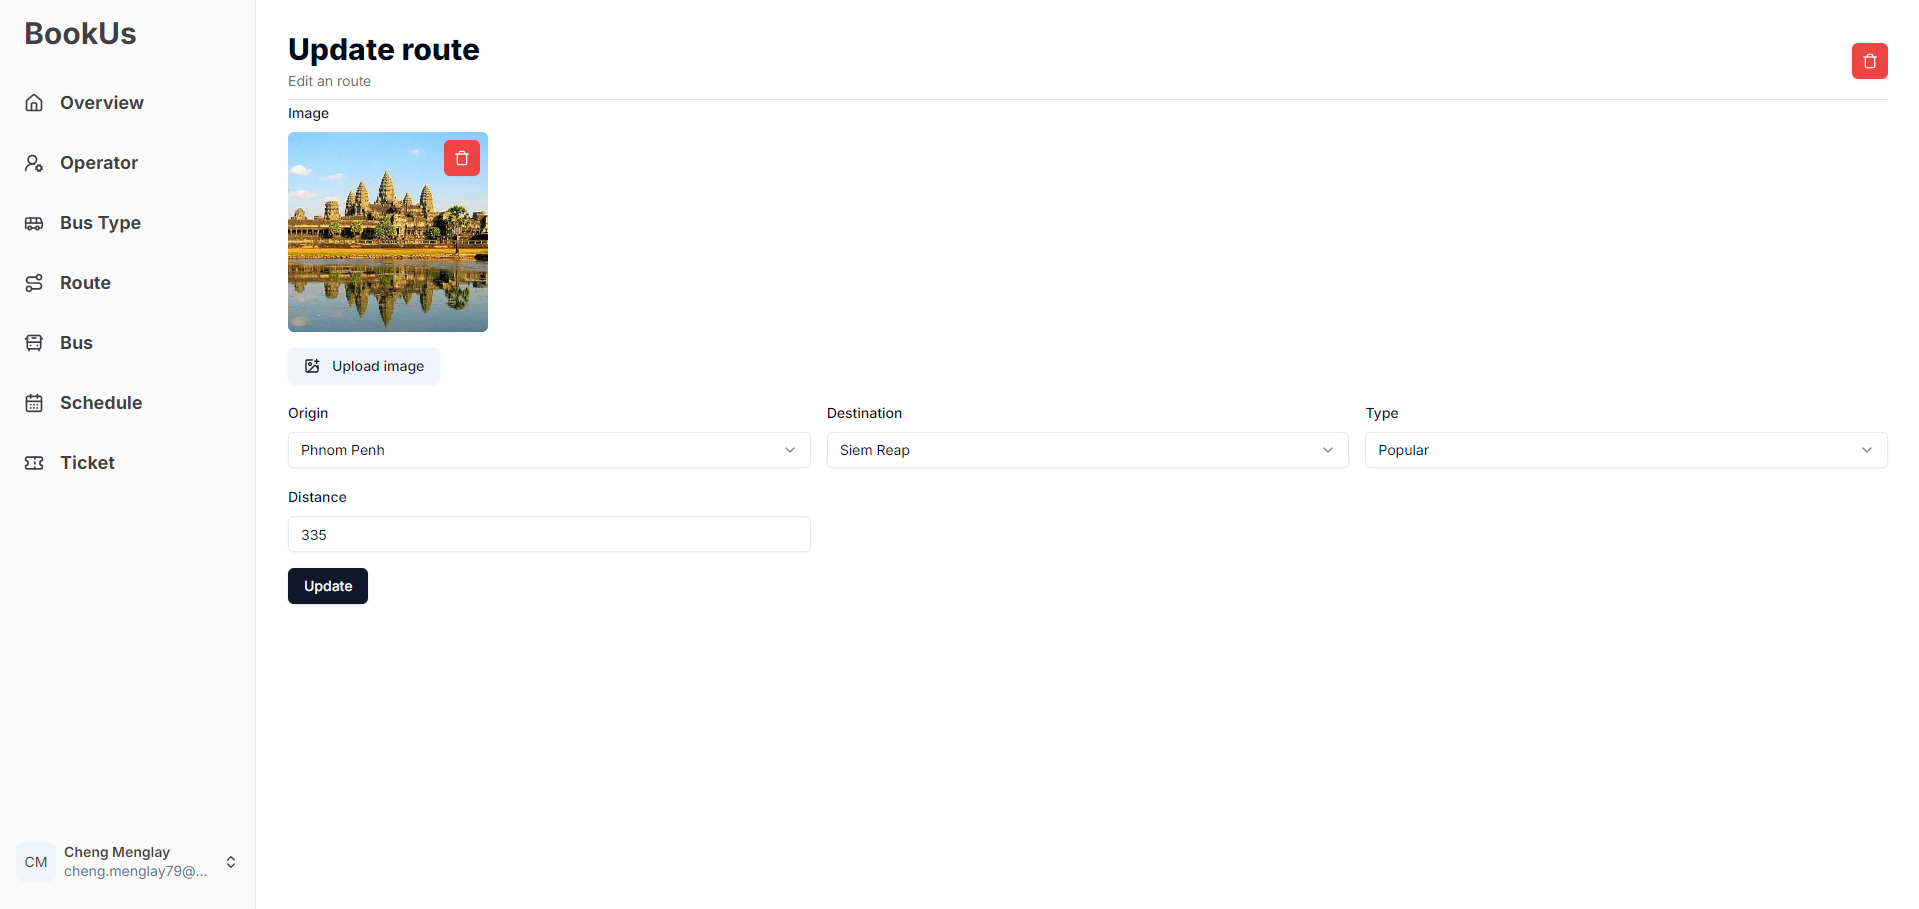 BookUs
Overview
Operator
Bus Type
Route
Bus
Schedule
Ticket
CM
Cheng Menglay
cheng.menglay79@...
Update route
Edit an route
Image
Upload image
Origin
Destination
Type
Phnom Penh
Siem Reap
Popular
Distance
335
Update